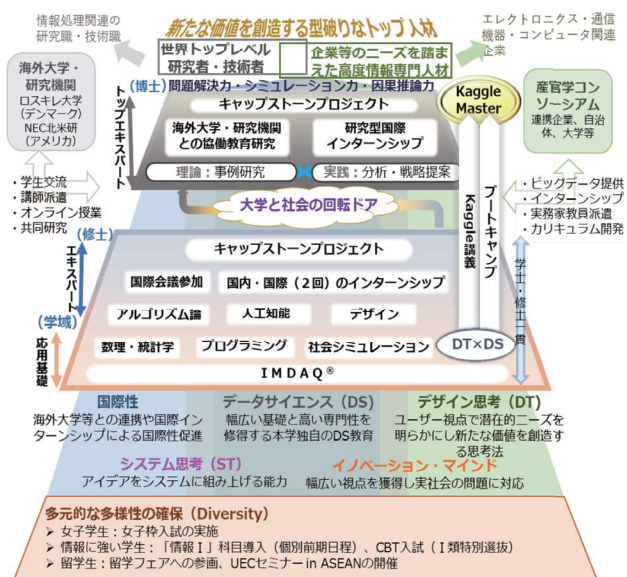 新たな価値を創造する型破りなトップ人材
情報処理関連の
研究職・技術職
エレクトロニクス・通信
機器・コンピュータ関連
企業
世界トップレベル
研究者・技術者
企業等のニーズを踏ま
えた高度情報専門人材
海外大学・
研究機関
ロスキレ大学
(デンマーク)
NEC北米研
(アメリカ)
・学生交流
・講師派遣
・オンライン授業
・共同研究
(博士)
トップエキスパート
問題解決力・シミュレーション力・因果推論力
キャップストーンプロジェクト
海外大学・研究機関
との協働教育研究
研究型国際
インターンシップ
理論:事例研究
実践:分析・戦略提案
大学と社会の回転ドア
Kaggle
Master
Kaggle講義
ブートキャンプ
DT×DS
産官学コン
ソーシアム
連携企業、自治
体、大学等
・ビッグデータ提供
・インターンシップ
・実務家教員派遣
・カリキュラム開発
学士・修士一貫
(修士)
エキスパート
(学域)
応用基礎
キャップストーンプロジェクト
国際会議参加
国内・国際(2回)のインターンシップ
アルゴリズム論
人工知能
デザイン
数理・統計学
プログラミング
社会シミュレーション
IMDAQ®
国際性
海外大学等との連携や国際イン
ターンシップによる国際性促進
データサイエンス(DS)
幅広い基礎と高い専門性を
修得する本学独自のDS教育
デザイン思考(DT)
ユーザー視点で潜在的ニーズを
明らかにし新たな価値を創造す
る思考法
システム思考(ST)
アイデアをシステムに組み上げる能力
イノベーション・マインド
幅広い視点を獲得し実社会の問題に対応
多元的な多様性の確保(Diversity)
➢ 女子学生:女子枠入試の実施
➢ 情報に強い学生:「情報Ⅰ」科目導入(個別前期日程)、CBT入試(Ⅰ類特別選抜)
➢ 留学生:留学フェアへの参画、UECセミナー in ASEANの開催